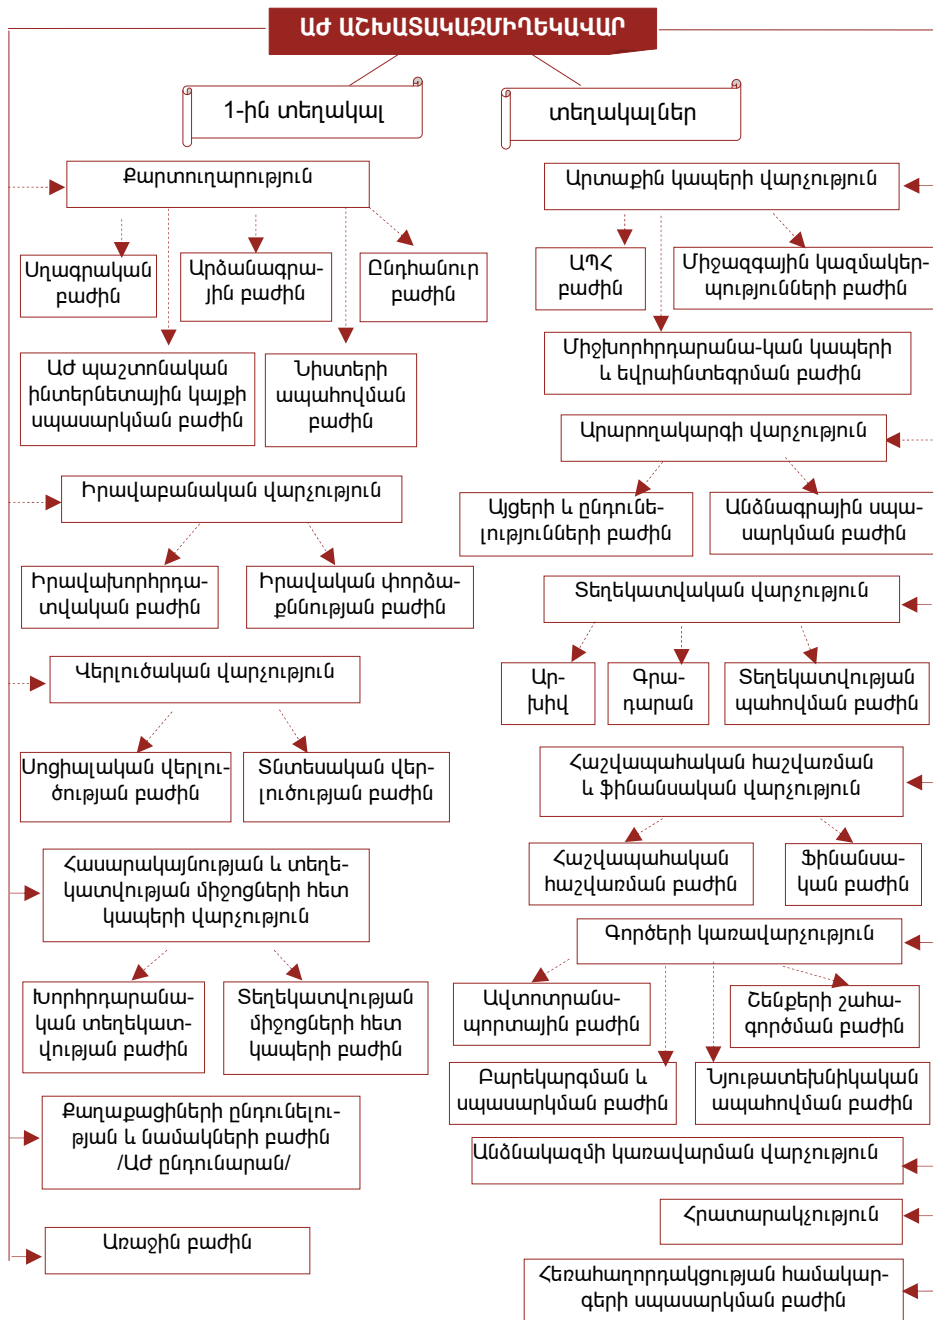 ԱԺ ԱՇԽԱՏԱԿԱԶՄԻՂԵԿԱՎԱՐ
1-ին տեղակալ
տեղակալներ
Քարտուղարություն
Սղագրական
բաժին
Արձանագրա-
յին բաժին
Ընդհանուր
բաժին
ԱԺ պաշտոնական
ինտերնետային կայքի
սպասարկման բաժին
Նիստերի
ապահովման
բաժին
Իրավաբանական վարչություն
Իրավախորհրդա-
տվական բաժին
Իրավական փորձա-
քննության բաժին
Վերլուծական վարչություն
Սոցիալական վերլու-
ծության բաժին
Տնտեսական վեր-
լուծության բաժին
Հասարակայնության և տեղե-
կատվության միջոցների հետ
կապերի վարչություն
Խորհրդարանա-
կան տեղեկատ-
վության բաժին
Տեղեկատվության
միջոցների հետ
կապերի բաժին
Քաղաքացիների ընդունելու-
թյան և նամակների բաժին
/ԱԺ ընդունարան/
Առաջին բաժին
Արտաքին կապերի վարչություն
ԱՊՀ
բաժին
Միջազգային կազմակեր-
պությունների բաժին
Միջխորհրդարանա-կան կապերի
և եվրաինտեգրման բաժին
Արարողակարգի վարչություն
Այցերի և ընդունե-
լությունների բաժին
Անձնագրային սպա-
սարկման բաժին
Տեղեկատվական վարչություն
Ար-
խիվ
Գրա-
դարան
Տեղեկատվության
պահովման բաժին
Հաշվապահական հաշվառման
և ֆինանսական վարչություն
Հաշվապահական
հաշվառման բաժին
Ֆինանսա-
կան բաժին
Գործերի կառավարչություն
Ավտոտրանս-
պորտային բաժին
Շենքերի շահա-
գործման բաժին
Բարեկարգման և
սպասարկման բաժին
Նյութատեխնիկական
ապահովման բաժին
Անձնակազմի կառավարման վարչություն
Հրատարակչություն
Հեռահաղորդակցության համակար-
գերի սպասարկման բաժին